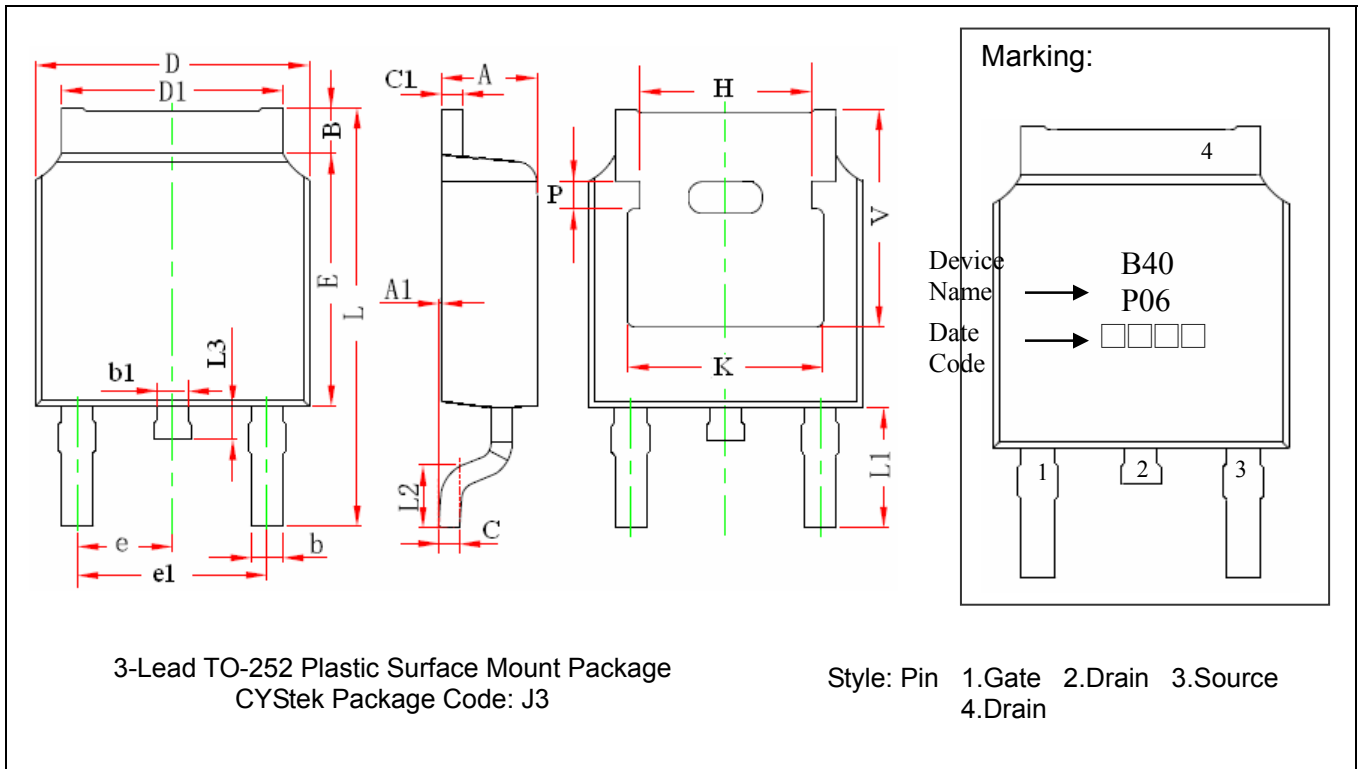 D
D1
B
E
L
L3
b1
e
e1
b
C1
A
A1
L2
C
H
P
V
K
L1
Marking:
4
Device
Name
B40
P06
Date
Code
□□□□
1 2 3
3-Lead TO-252 Plastic Surface Mount Package
CYStek Package Code: J3
Style: Pin 1.Gate 2.Drain 3.Source
4.Drain